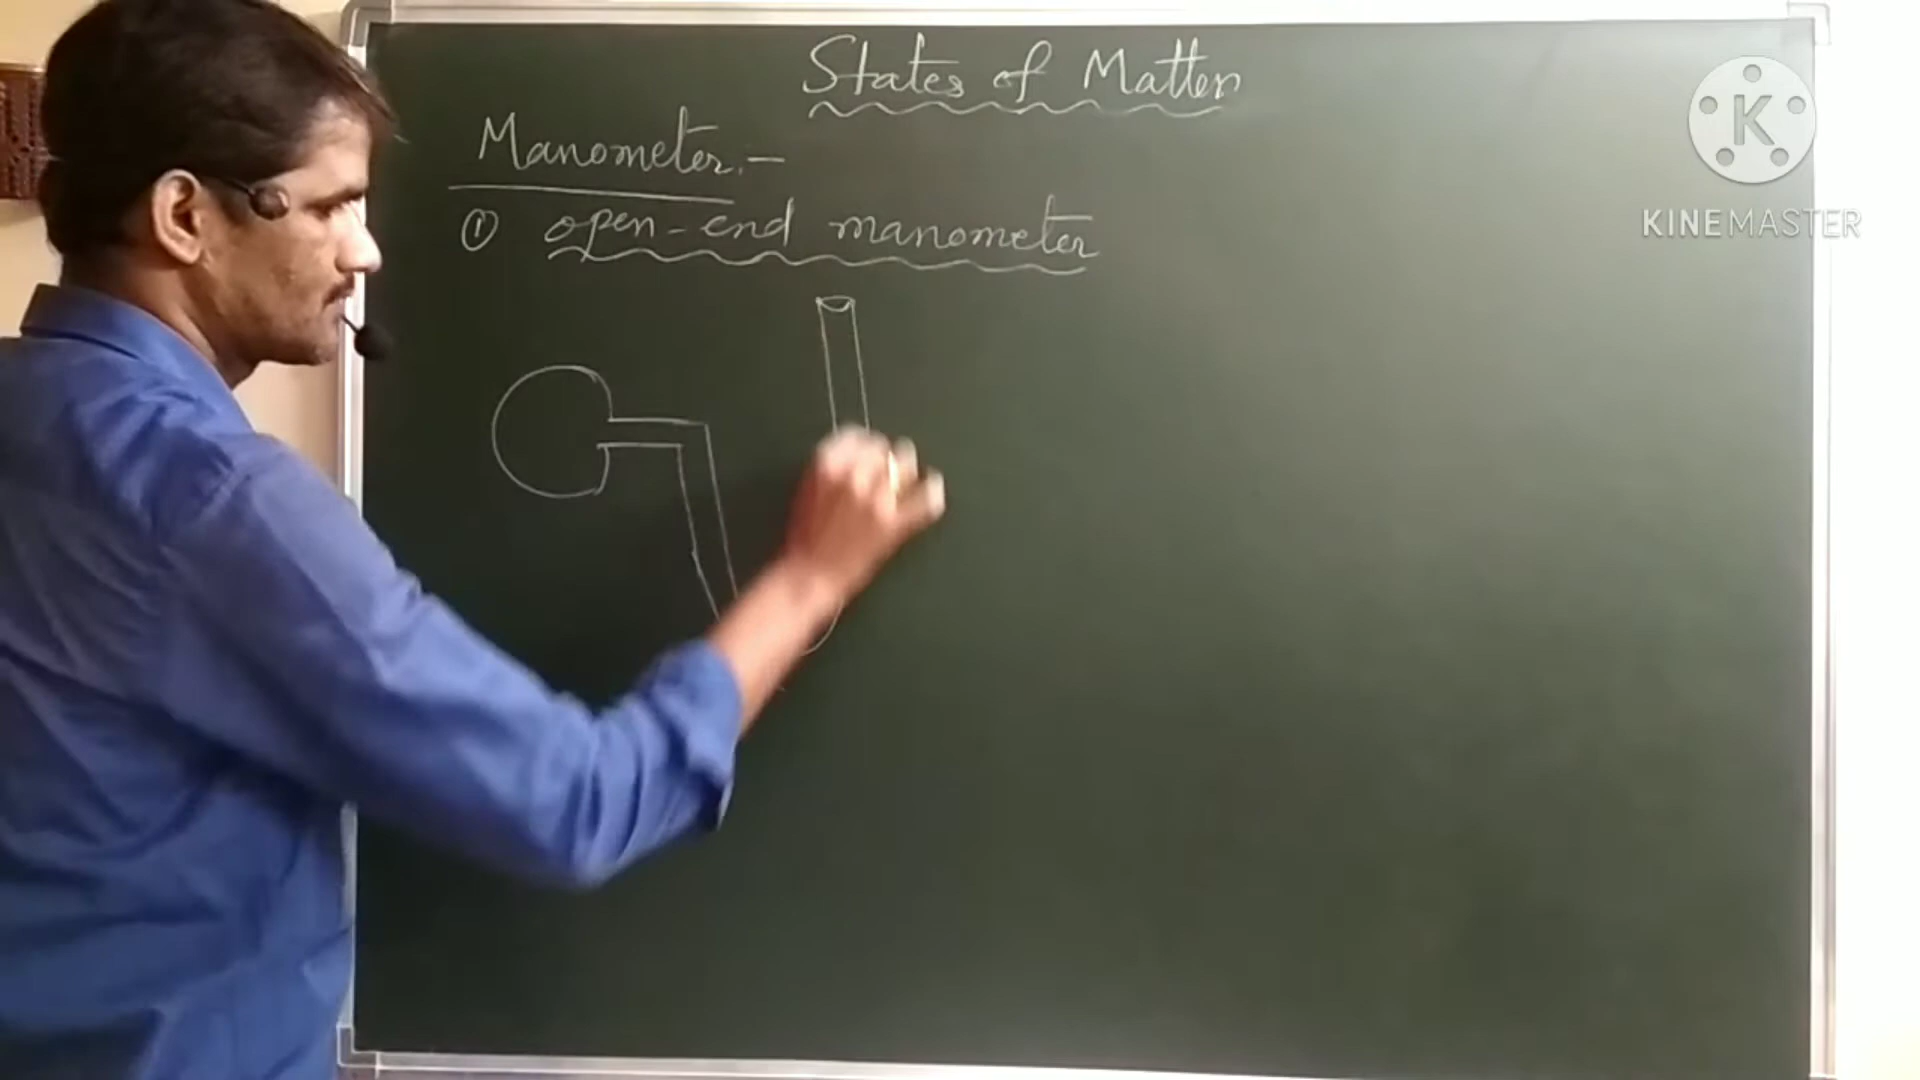 States of Matter
Manometer :-
① open-end manometer
K
KINEMASTER